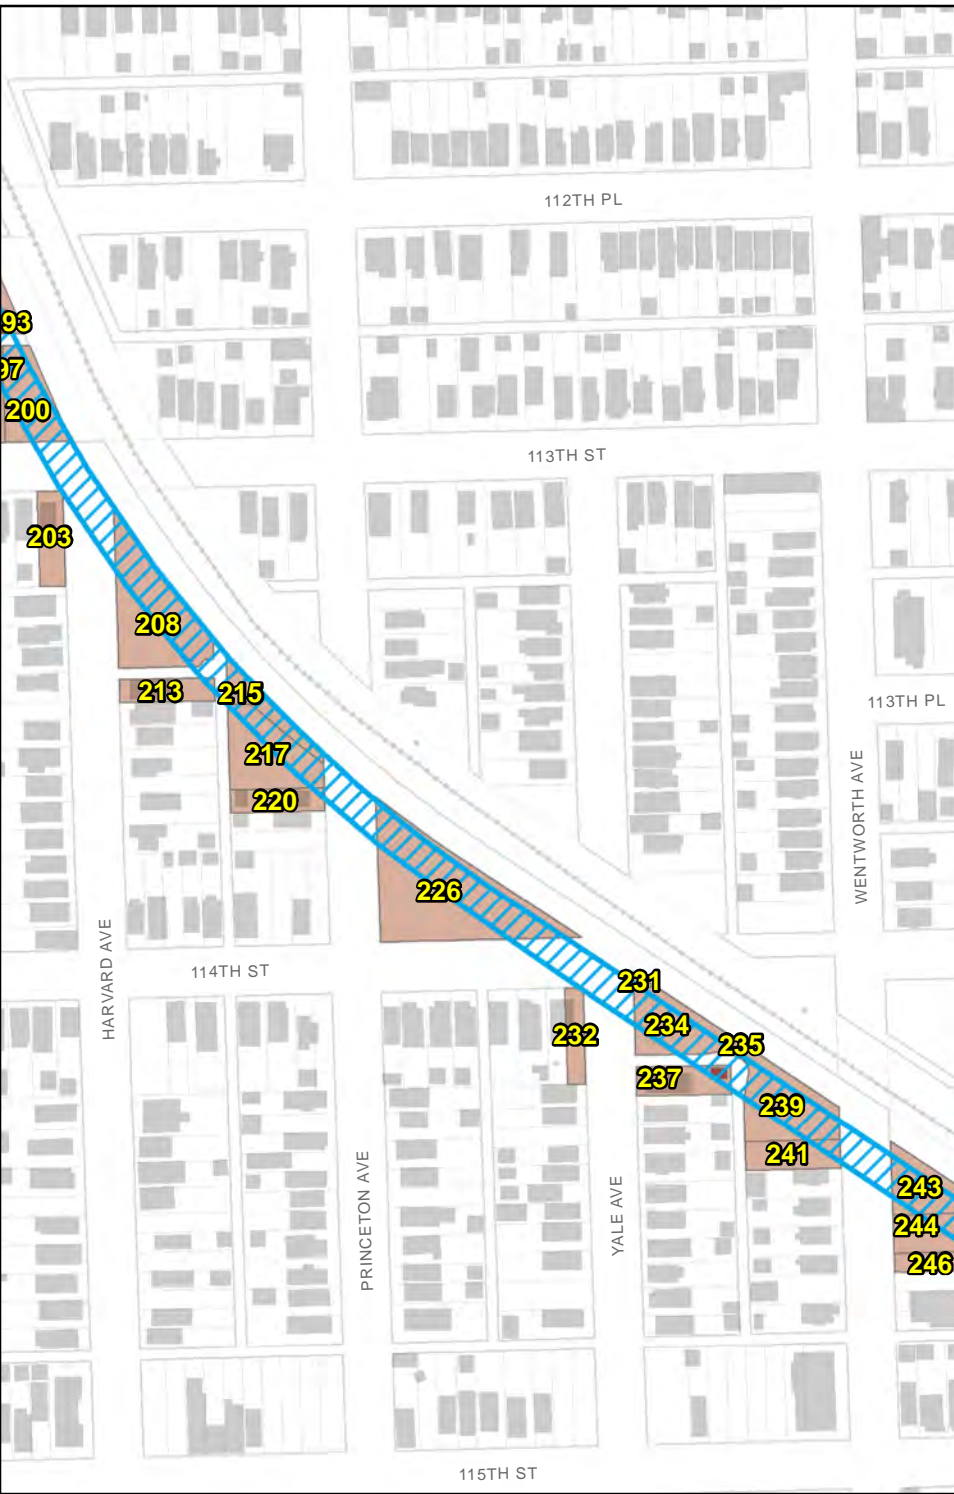 112TH PL
93
97
200
113TH ST
203
208
213
215
113TH PL
217
220
WENTWORTH AVE
226
HARVARD AVE
114TH ST
231
234
232
235
237
239
241
PRINCETON AVE
YALE AVE
243
244
246
115TH ST